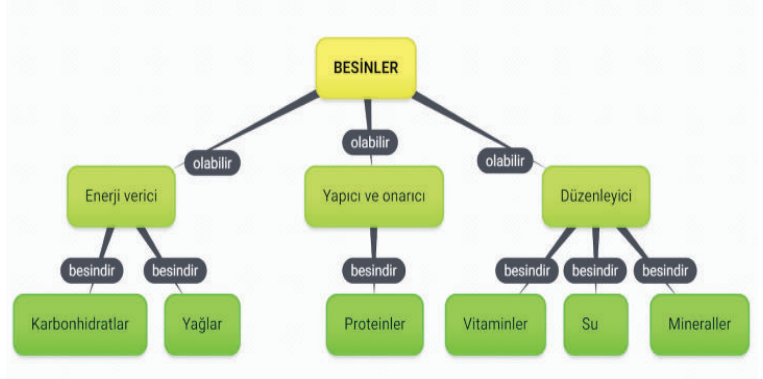 BESİNLER
olabilir
olabilir
olabilir
Enerji verici
Yapıcı ve onarıcı
Düzenleyici
besindir
besindir
besindir
besindir
besindir
besindir
Karbonhidratlar
Yağlar
Proteinler
Vitaminler
Su
Mineraller